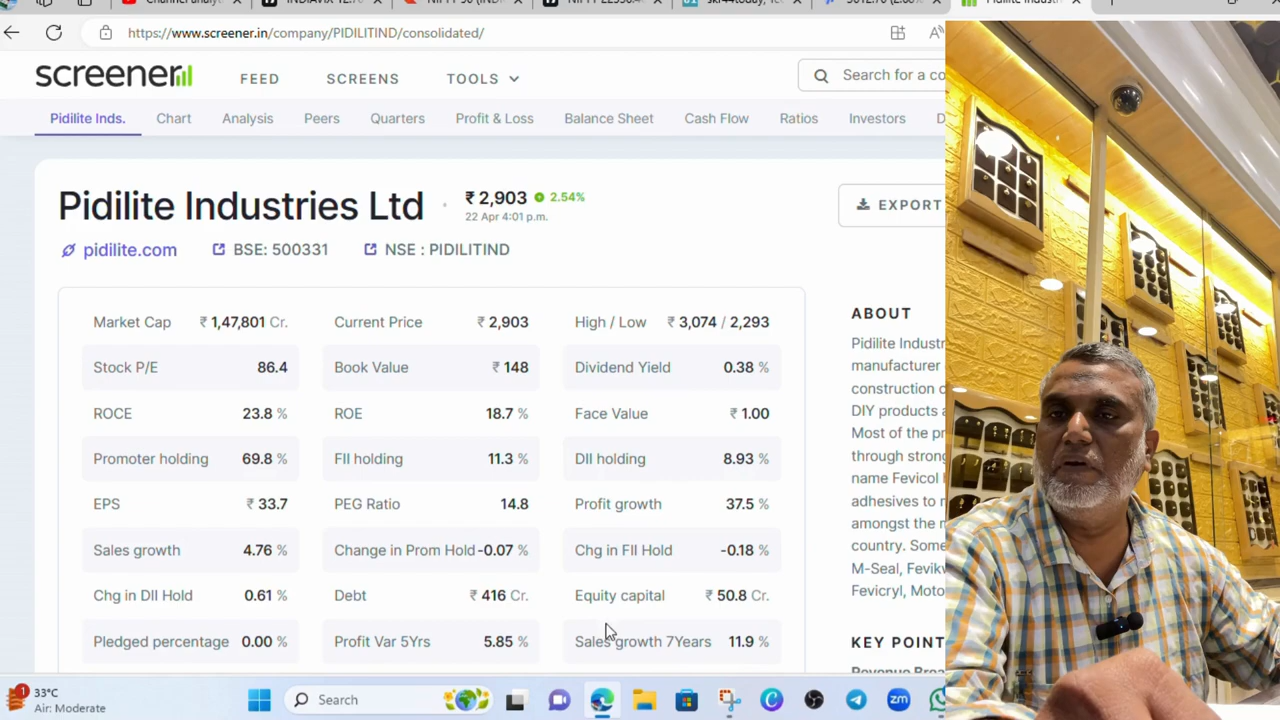 https://www.screener.in/company/PIDILITIND/consolidated/
screener FEED SCREENS TOOLS Search for a co
Pidilite Inds. Chart Analysis Peers Quarters Profit & Loss Balance Sheet Cash Flow Ratios Investors D
Pidilite Industries Ltd ₹ 2,903 2.54%
22 Apr 4:01 p.m.
EXPORT
pidilite.com BSE: 500331 NSE : PIDILITIND
Market Cap ₹ 1,47,801 Cr. Current Price ₹ 2,903 High / Low ₹ 3,074 / 2,293
Stock P/E 86.4 Book Value ₹ 148 Dividend Yield 0.38 %
ROCE 23.8 % ROE 18.7 % Face Value ₹ 1.00
Promoter holding 69.8 % FII holding 11.3 % DII holding 8.93 %
EPS ₹ 33.7 PEG Ratio 14.8 Profit growth 37.5 %
Sales growth 4.76 % Change in Prom Hold -0.07 % Chg in FII Hold -0.18 %
Chg in DII Hold 0.61 % Debt ₹ 416 Cr. Equity capital ₹ 50.8 Cr.
Pledged percentage 0.00 % Profit Var 5Yrs 5.85 % Sales growth 7Years 11.9 %
ABOUT
Pidilite Industr
manufacturer
construction c
DIY products a
Most of the pr
through stron
name Fevicol h
adhesives to r
amongst the m
country. Some
M-Seal, Fevik
Fevicryl, Moto
KEY POIN
1
33°C
Air: Moderate
Search
zm